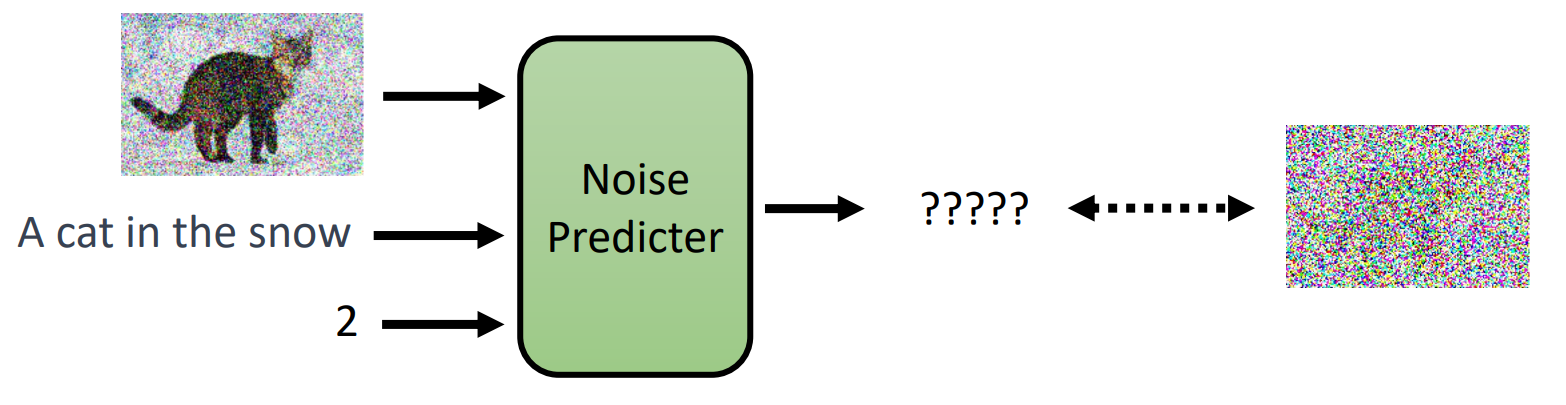 A cat in the snow
2
Noise
Predicter
?????